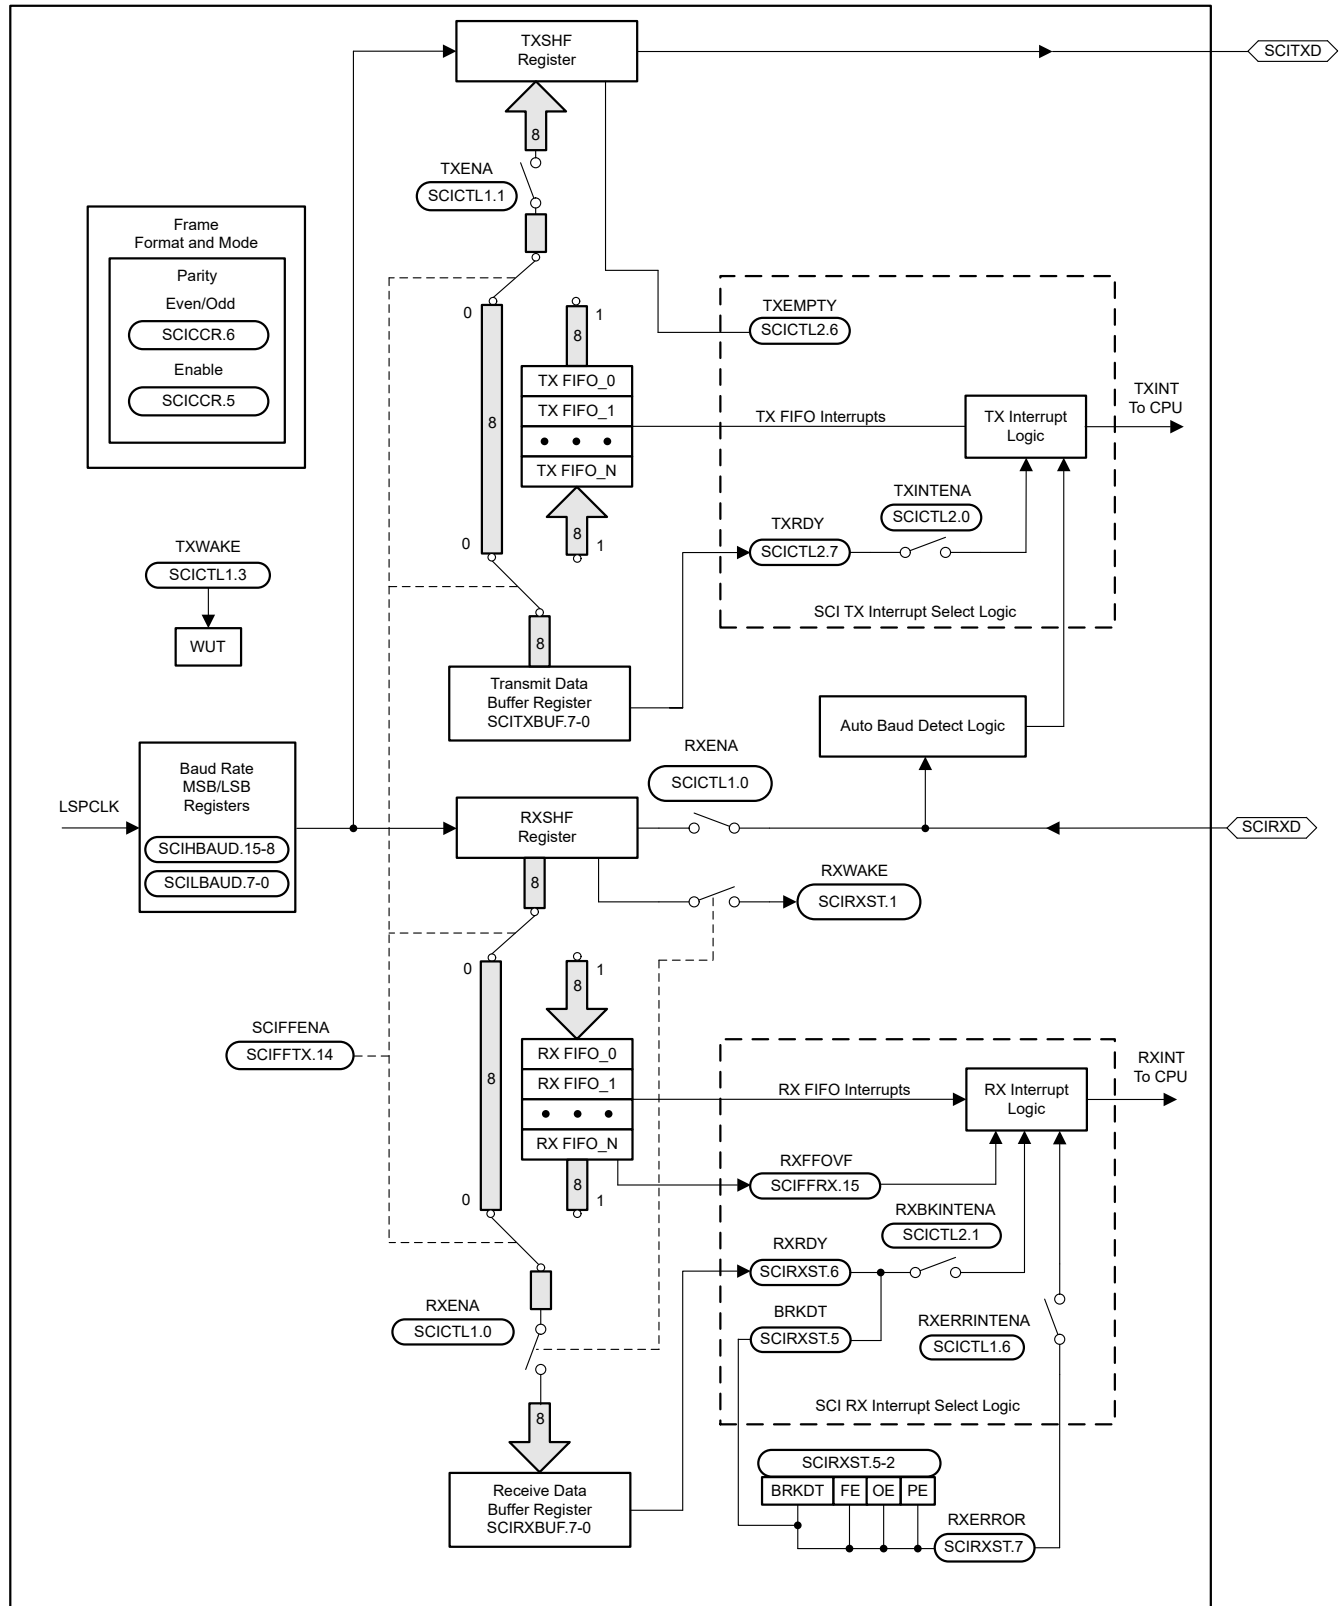 TXSHF
Register
SCITXD
8
TXENA
SCICTL1.1
Frame
Format and Mode
Parity
Even/Odd
SCICCR.6
Enable
SCICCR.5
0
1
8
TXEMPTY
SCICTL2.6
TX FIFO_0
TX FIFO_1
• • •
TX FIFO_N
8
TX FIFO Interrupts
TX Interrupt
Logic
TXINT
To CPU
TXINTENA
SCICTL2.0
TXRDY
SCICTL2.7
0
8
1
SCI TX Interrupt Select Logic
TXWAKE
SCICTL1.3
WUT
8
Transmit Data
Buffer Register
SCITXBUF.7-0
Auto Baud Detect Logic
RXENA
SCICTL1.0
LSPCLK
Baud Rate
MSB/LSB
Registers
SCIHBAUD.15-8
SCILBAUD.7-0
RXSHF
Register
SCIRXD
8
RXWAKE
SCIRXST.1
0
1
8
SCIFFENA
SCIFFTX.14
8
RX FIFO_0
RX FIFO_1
• • •
RX FIFO_N
RX FIFO Interrupts
RX Interrupt
Logic
RXINT
To CPU
RXFFOVF
SCIFFRX.15
0
8
1
RXBKINTENA
SCICTL2.1
RXRDY
SCIRXST.6
BRKDT
SCIRXST.5
RXERRINTENA
SCICTL1.6
RXENA
SCICTL1.0
SCI RX Interrupt Select Logic
8
SCIRXST.5-2
BRKDT FE OE PE
Receive Data
Buffer Register
SCIRXBUF.7-0
RXERROR
SCIRXST.7